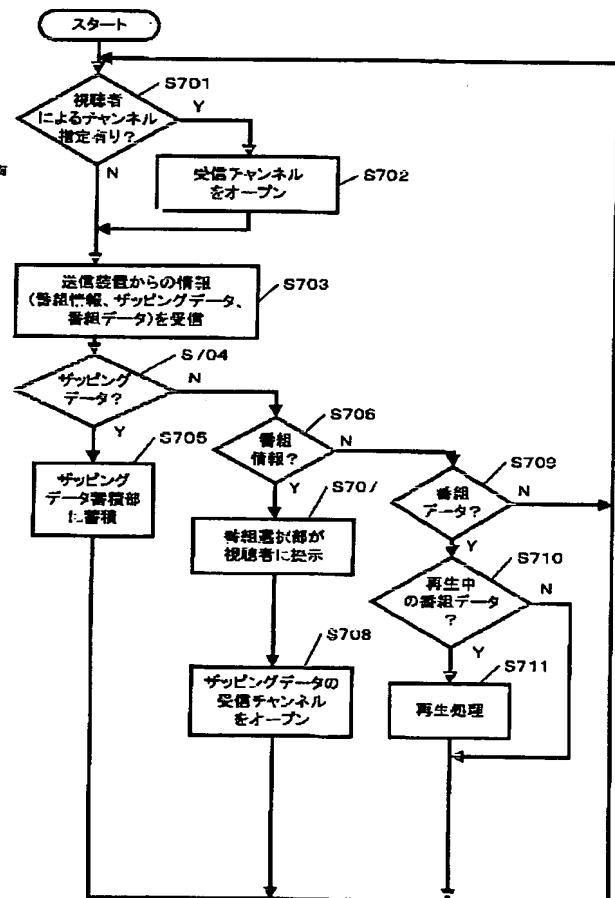 スタート
S701
視聴者
によるチャンネル
指定有り?
Y
N
受信チャンネル
をオープン
S702
送信装置からの情報
(番組情報、ザッピングデータ、
番組データ)を受信
S703
S704
ザッピング
データ?
N
Y
S705
ザッピング
データ蓄積部
に蓄積
S706
番組
情報?
N
Y
S707
番組選択部が
視聴者に提示
S708
ザッピングデータの
受信チャンネル
をオープン
S709
番組
データ?
N
Y
S710
再生中
の番組データ
?
N
Y
S711
再生処理